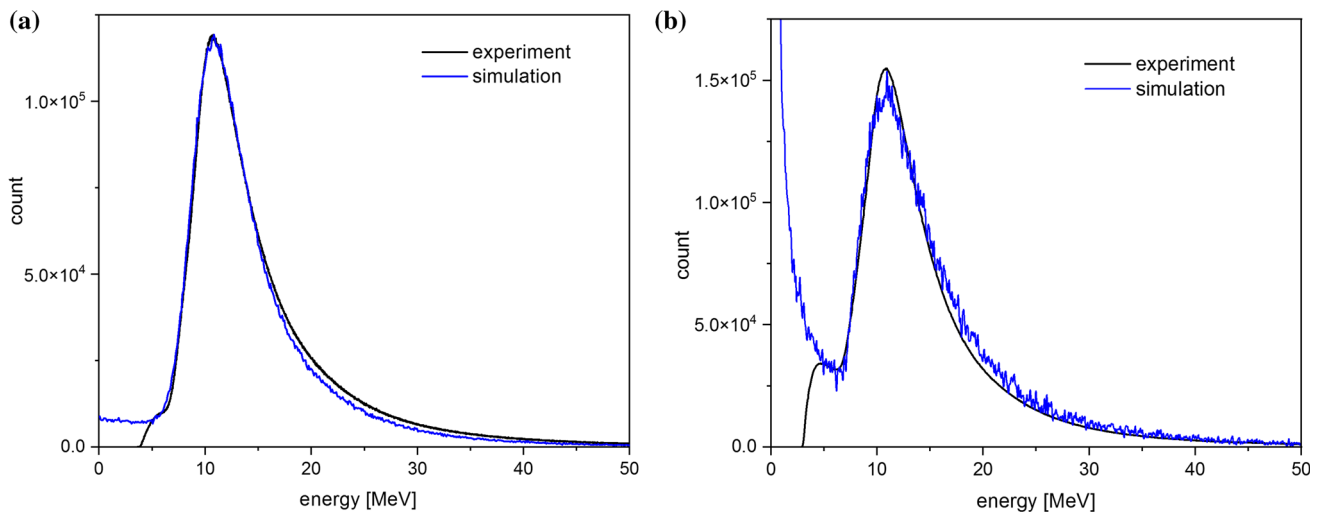 (a)
experiment
simulation
1.0×10⁵
5.0×10⁴
0.0
count
0 10 20 30 40 50
energy [MeV]
(b)
experiment
simulation
1.5×10⁵
1.0×10⁵
5.0×10⁴
0.0
count
0 10 20 30 40 50
energy [MeV]